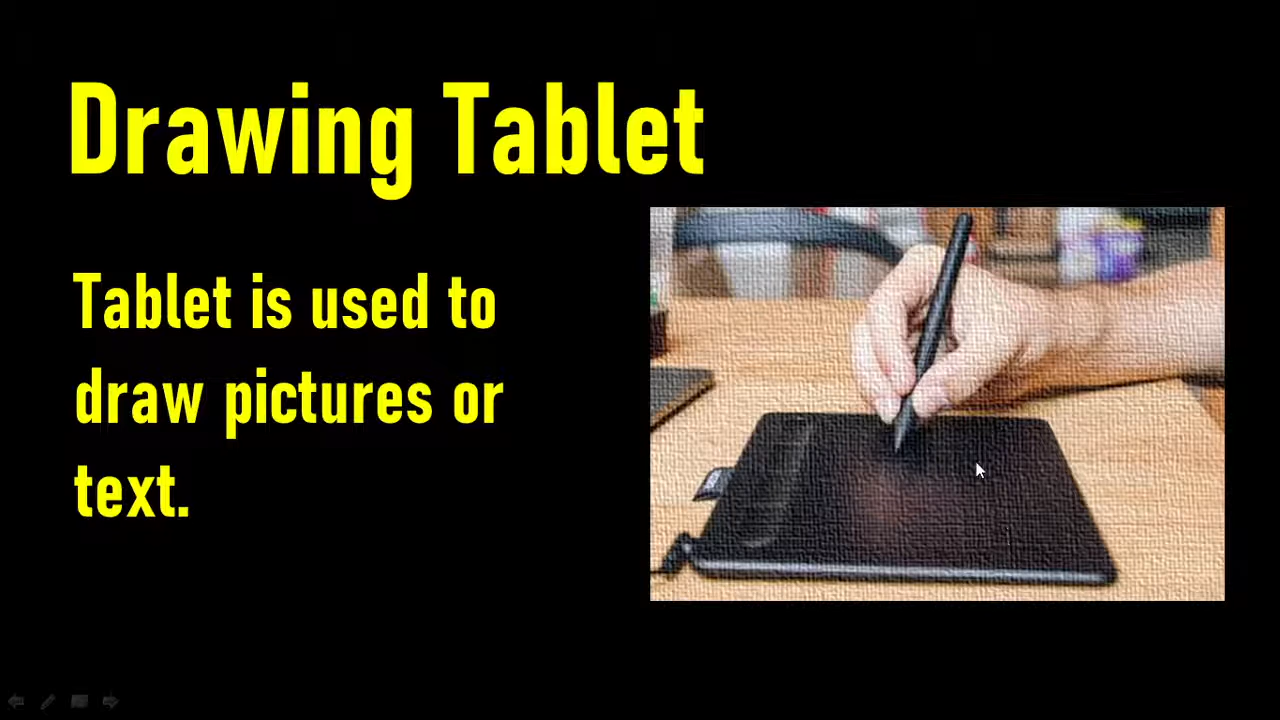 Drawing Tablet
Tablet is used to
draw pictures or
text.